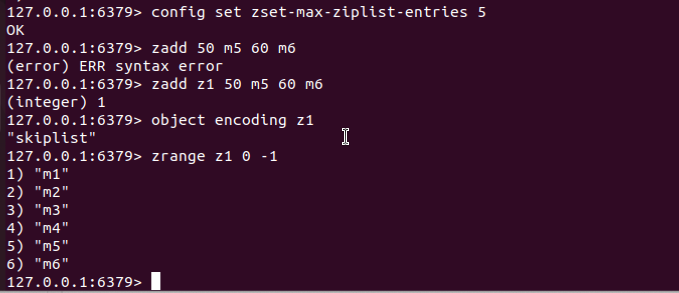 127.0.0.1:6379> config set zset-max-ziplist-entries 5
OK
127.0.0.1:6379> zadd 50 m5 60 m6
(error) ERR syntax error
127.0.0.1:6379> zadd z1 50 m5 60 m6
(integer) 1
127.0.0.1:6379> object encoding z1
"skiplist"
127.0.0.1:6379> zrange z1 0 -1
1) "m1"
2) "m2"
3) "m3"
4) "m4"
5) "m5"
6) "m6"
127.0.0.1:6379>